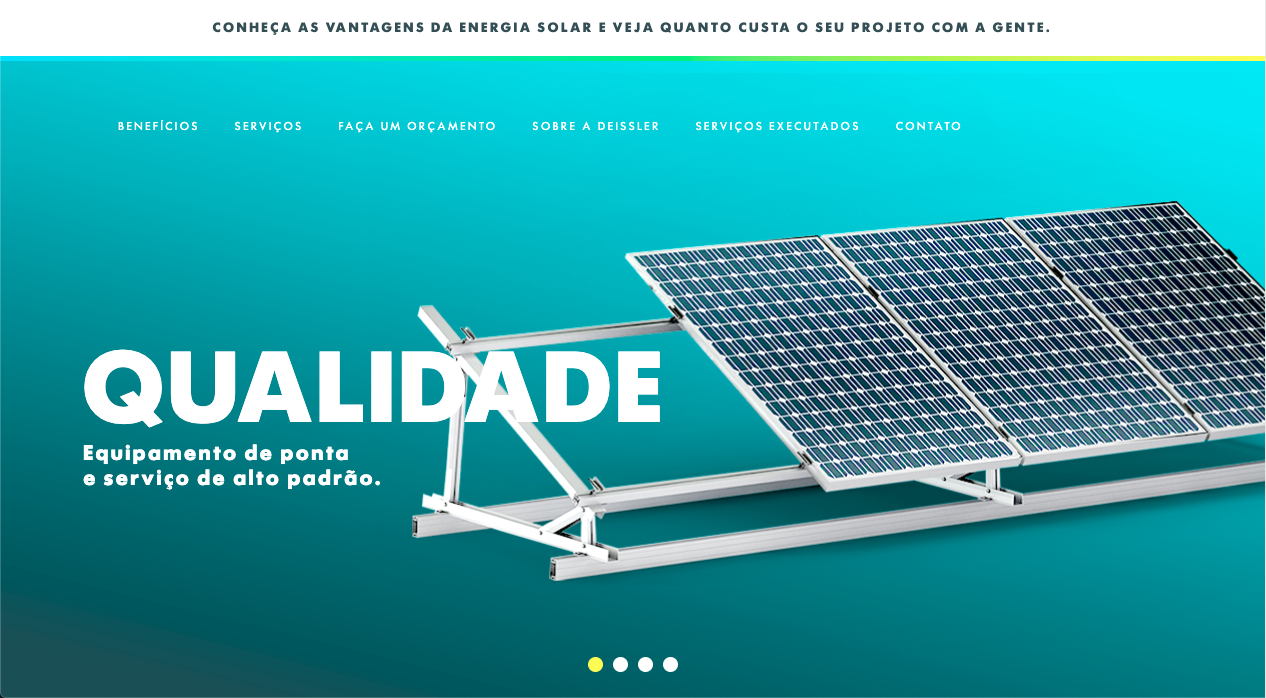 CONHEÇA AS VANTAGENS DA ENERGIA SOLAR E VEJA QUANTO CUSTA O SEU PROJETO COM A GENTE.
BENEFÍCIOS SERVIÇOS FAÇA UM ORÇAMENTO SOBRE A DEISSLER SERVIÇOS EXECUTADOS CONTATO
QUALIDADE
Equipamento de ponta
e serviço de alto padrão.